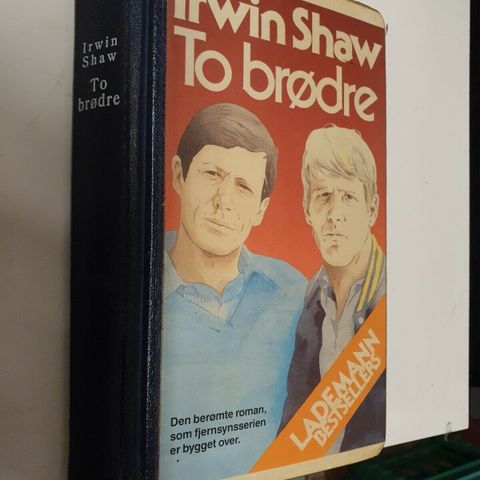 Irwin
Shaw
To
brødre
Irwin Shaw
To brødre
Den berømte roman,
som fjernsynsserien
er bygget over.
LADEMANN
BESTSELLERS